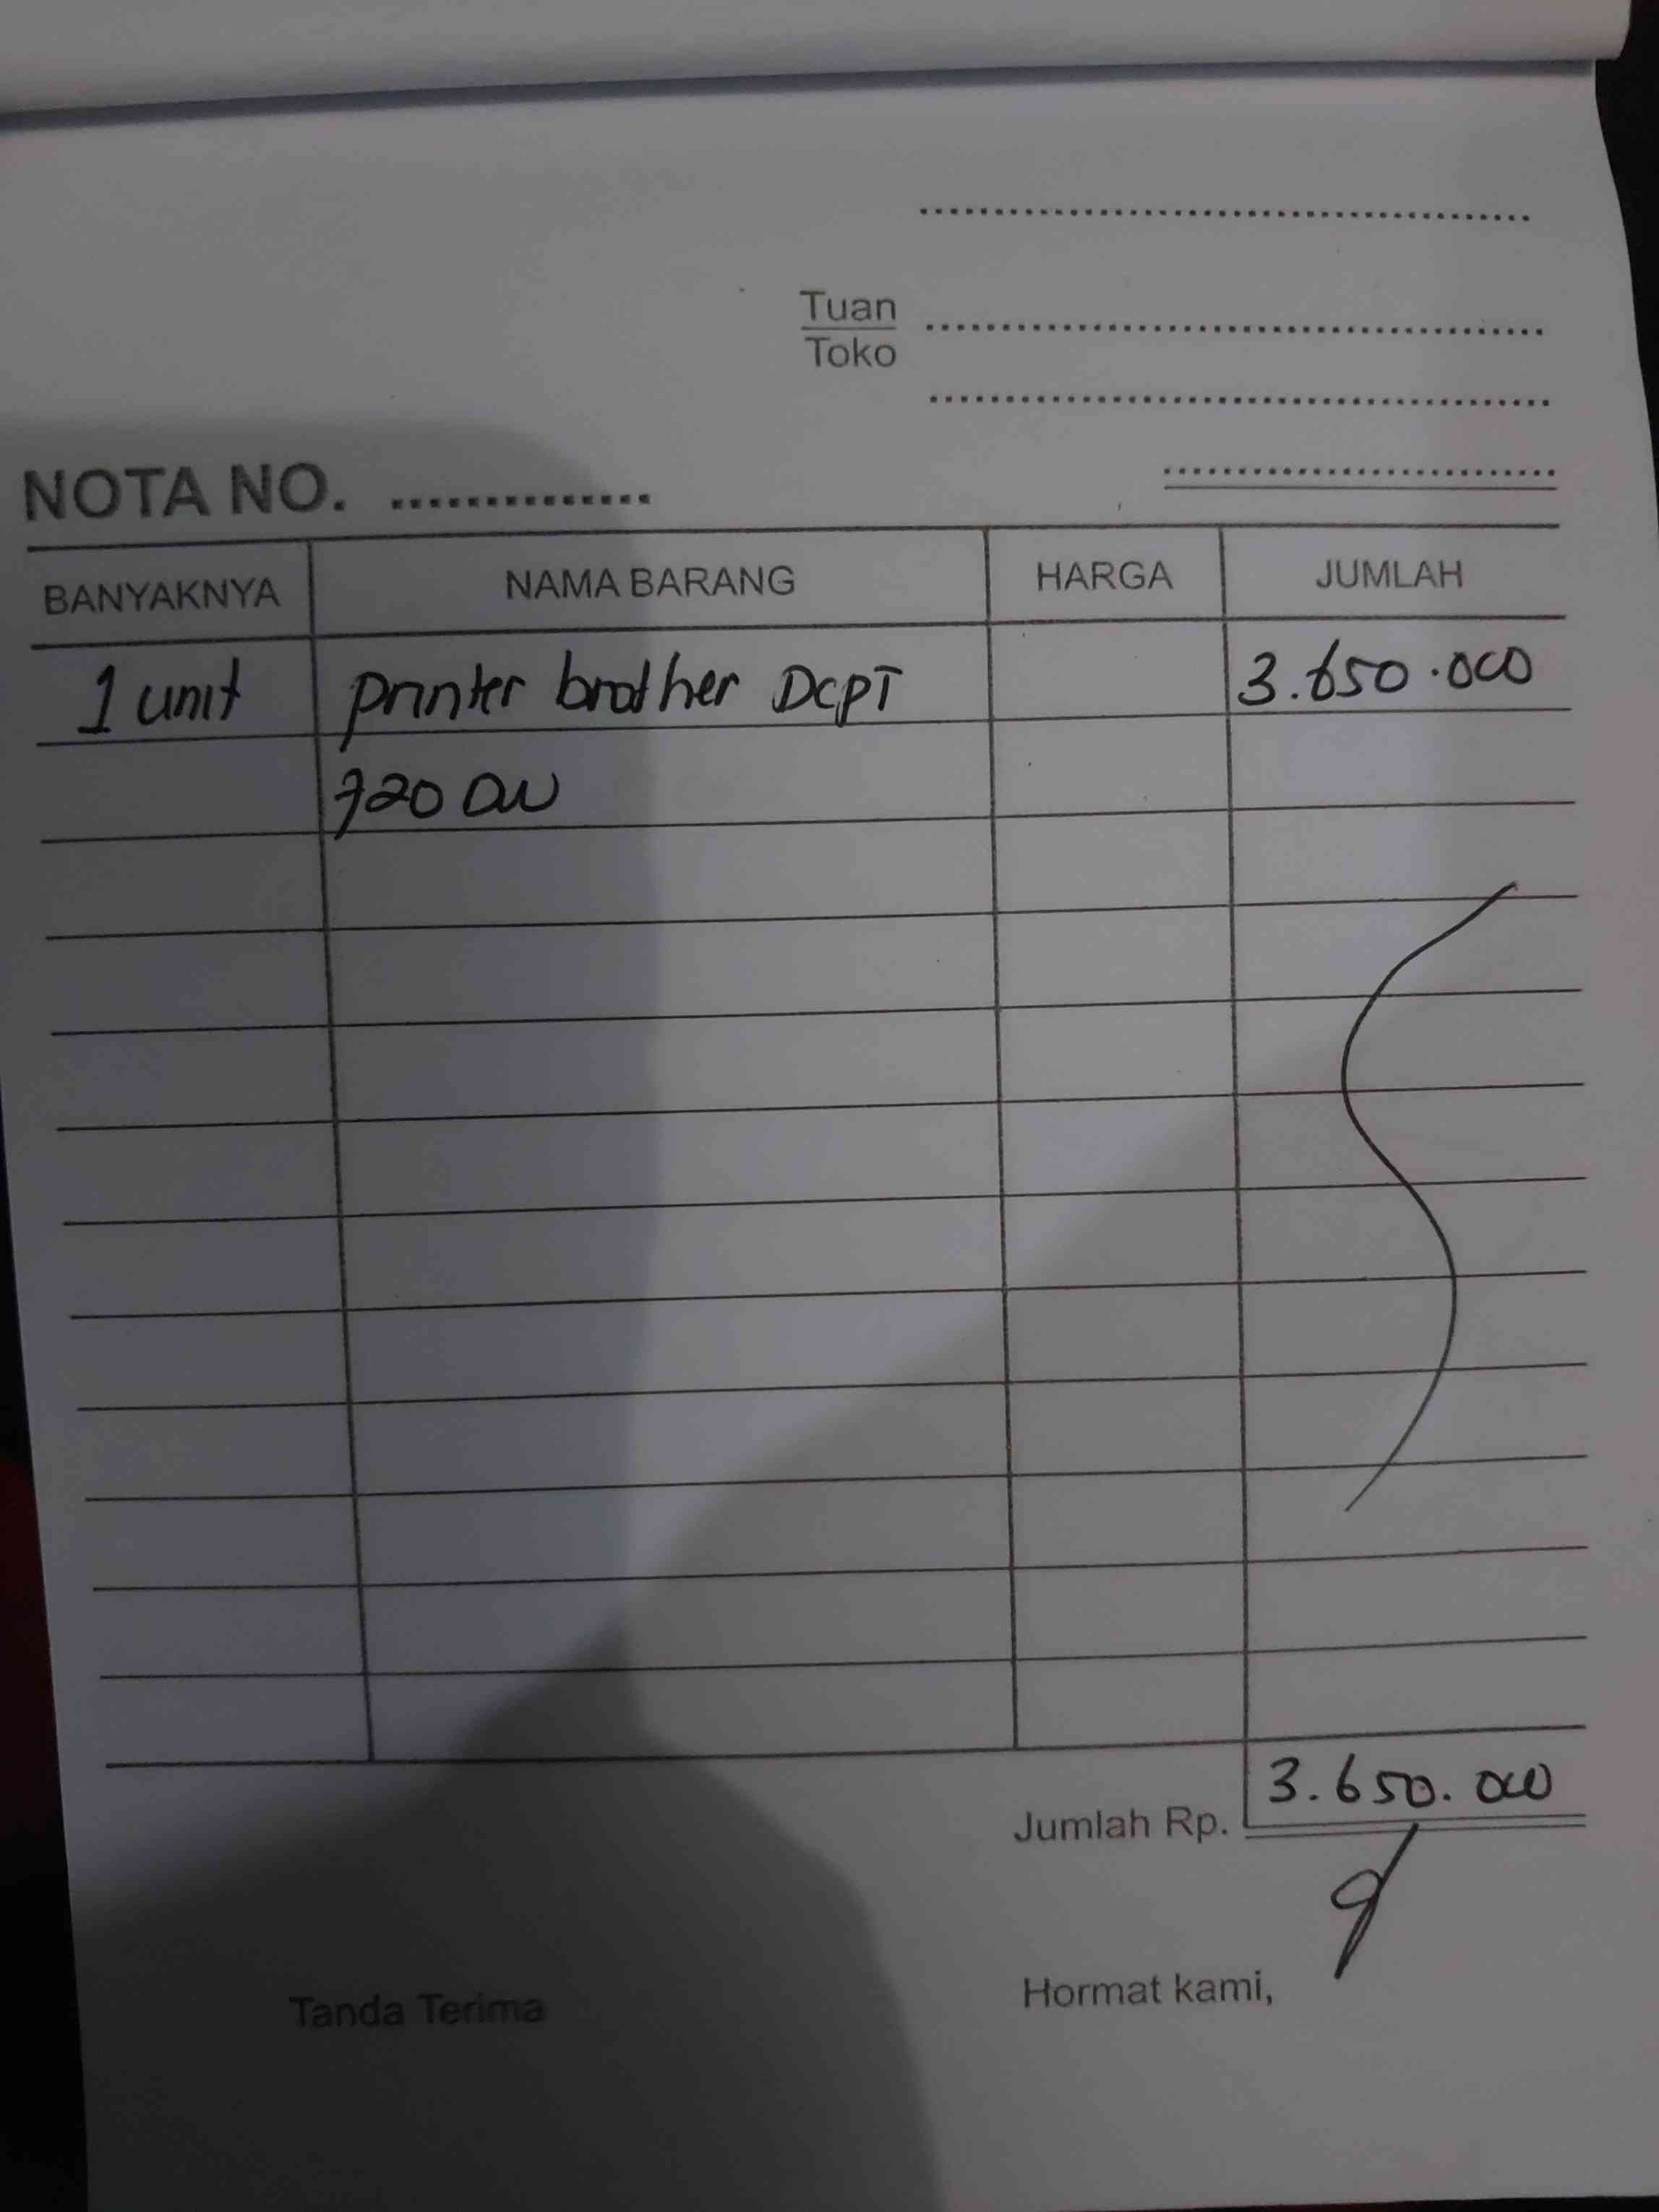 Tuan
Toko
NOTA NO. ..............
BANYAKNYA NAMA BARANG HARGA JUMLAH
1 unit printer brother DCPT 3.650.000
720 DW
3.650.000
Jumlah Rp.
Tanda Terima Hormat kami,